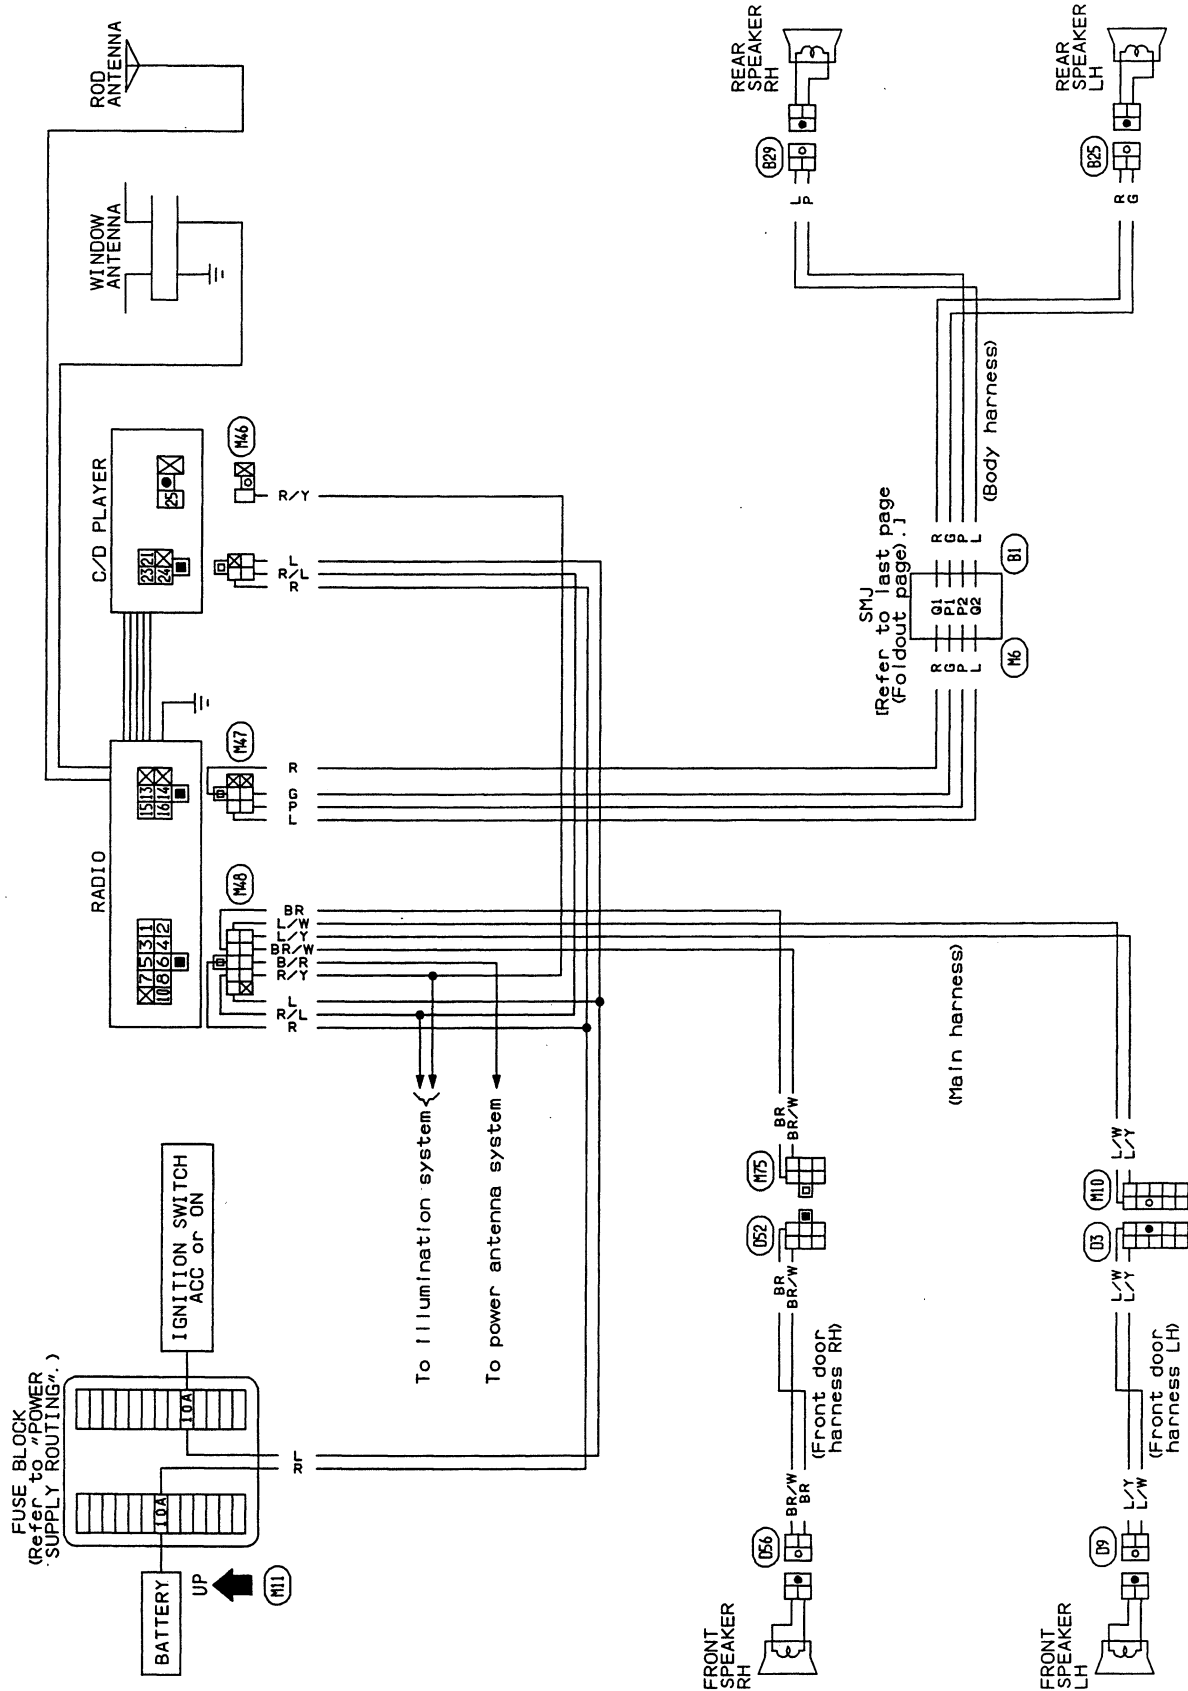 ROD
ANTENNA
WINDOW
ANTENNA
C/D PLAYER
23 21
24
25
M46
R/Y
L
R/L
R
RADIO
15 13
16 14
M47
R
G
P
L
7 5 3 1
10 8 6 4 2
M48
BR
L/W
L/Y
BR/W
B/R
R/Y
L
R/L
R
IGNITION SWITCH
ACC or ON
FUSE BLOCK
(Refer to "POWER
SUPPLY ROUTING".)
10A
10A
BATTERY
UP
M11
L
R
To illumination system
To power antenna system
REAR
SPEAKER
RH
B29
L
P
REAR
SPEAKER
LH
B25
R
G
(Body harness)
SMJ
[Refer to last page
(Foldout page).]
B1
R
G
P
L
Q1
P1
P2
Q2
R
G
P
L
M6
(Main harness)
BR
BR/W
M75
D52
BR
BR/W
(Front door
harness RH)
BR/W
BR
D56
FRONT
SPEAKER
RH
L/W
L/Y
M10
D3
L/W
L/Y
(Front door
harness LH)
L/Y
L/W
D9
FRONT
SPEAKER
LH